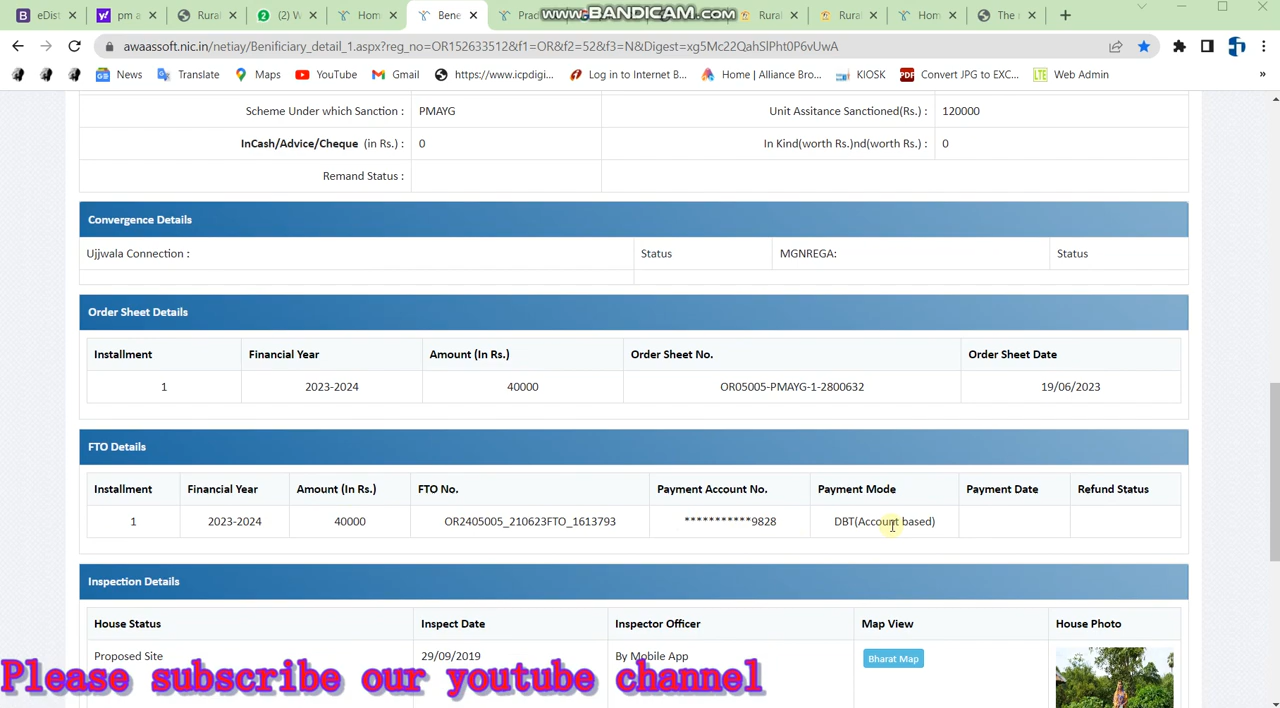 eDist
pm a
Rural
2 (2) W
Hom
Bene
Prac
www.BANDICAM.com
Rural
Rural
Hom
The r
awaassoft.nic.in/netiay/Benificiary_detail_1.aspx?reg_no=OR152633512&f1=OR&f2=52&f3=N&Digest=xg5Mc22QahSlPht0P6vUwA
News Translate Maps YouTube Gmail https://www.icpdigi... Log in to Internet B... Home | Alliance Bro... KIOSK PDF Convert JPG to EXC... LTE Web Admin »
Scheme Under which Sanction : PMAYG Unit Assitance Sanctioned(Rs.) : 120000
InCash/Advice/Cheque (in Rs.) : 0 In Kind(worth Rs.)nd(worth Rs.) : 0
Remand Status :
Convergence Details
Ujjwala Connection : Status MGNREGA: Status
Order Sheet Details
Installment Financial Year Amount (In Rs.) Order Sheet No. Order Sheet Date
1 2023-2024 40000 OR05005-PMAYG-1-2800632 19/06/2023
FTO Details
Installment Financial Year Amount (In Rs.) FTO No. Payment Account No. Payment Mode Payment Date Refund Status
1 2023-2024 40000 OR2405005_210623FTO_1613793 ***********9828 DBT(Account based)
Inspection Details
House Status Inspect Date Inspector Officer Map View House Photo
Proposed Site 29/09/2019 By Mobile App Bharat Map
Please subscribe our youtube channel